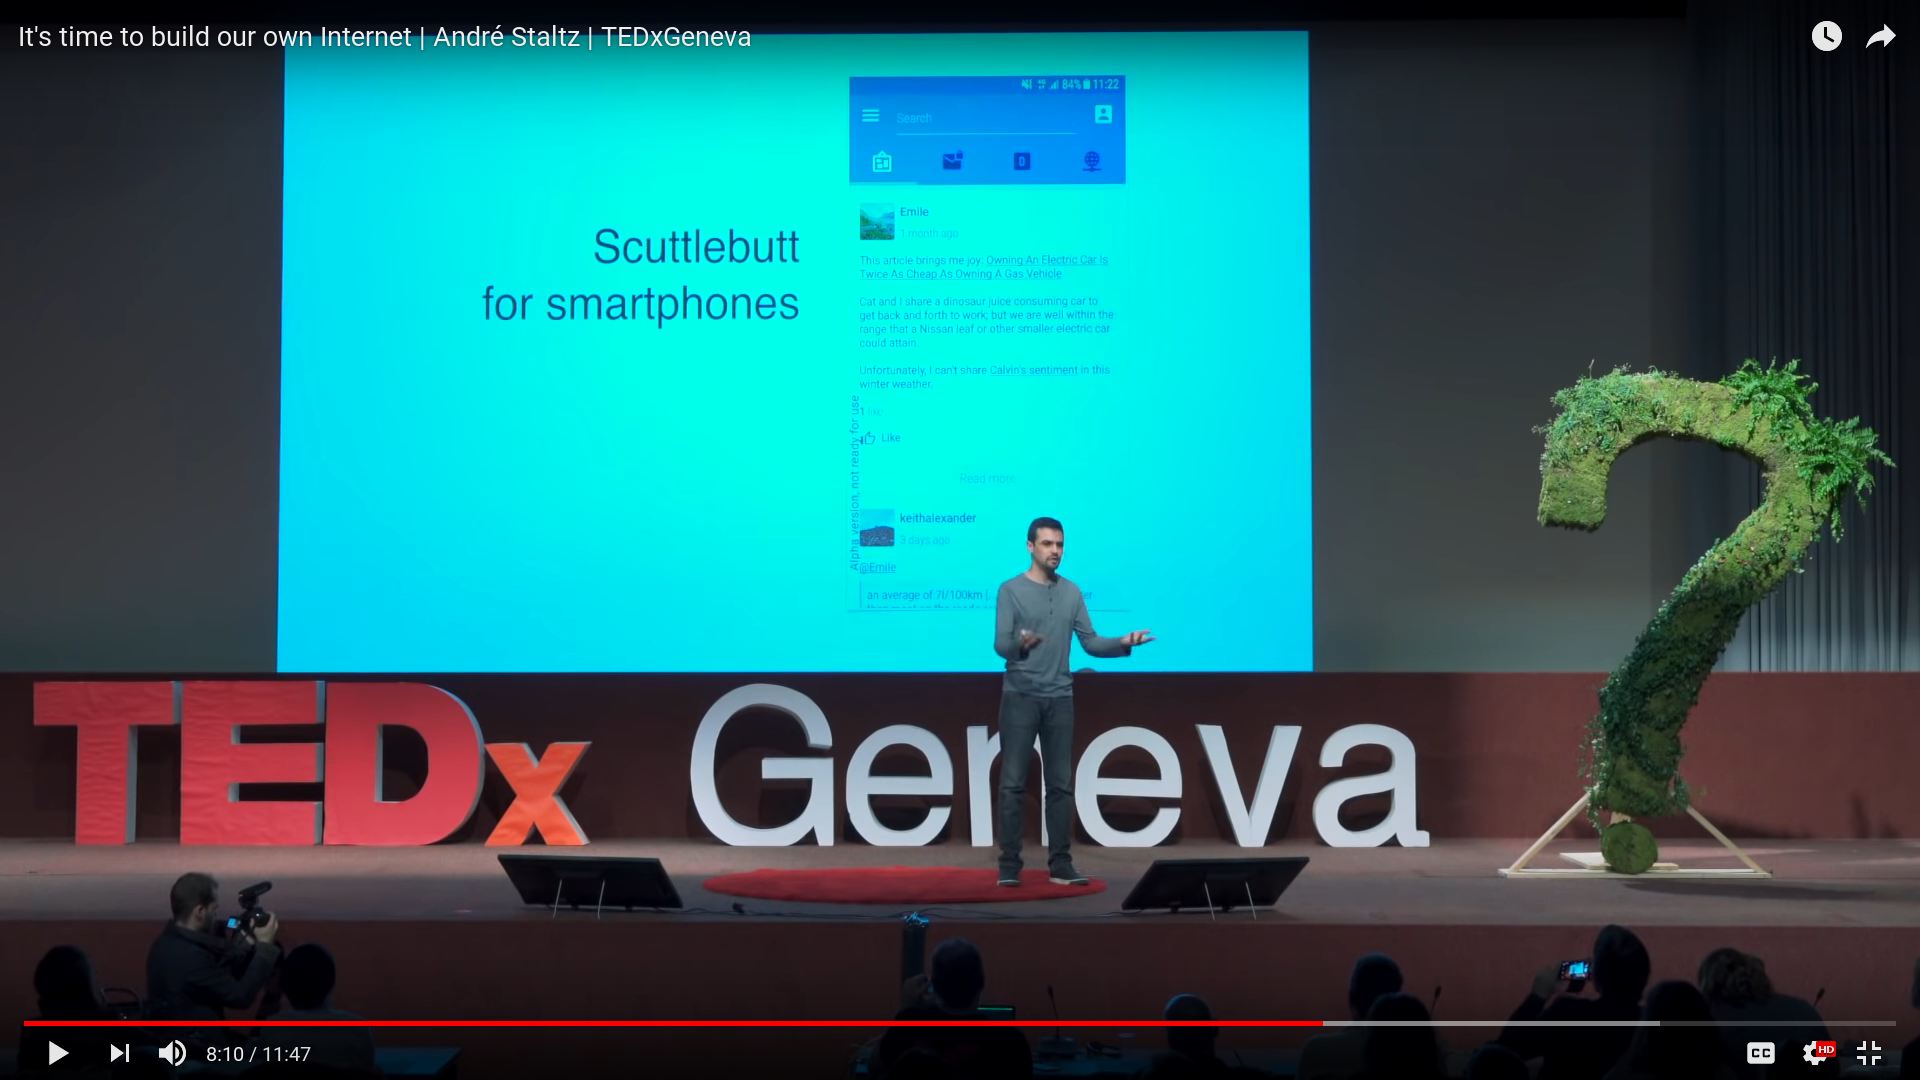 It's time to build our own Internet | André Staltz | TEDxGeneva
84% 11:22
Search
Scuttlebutt
for smartphones
Emile
1 month ago
This article brings me joy. Owning An Electric Car Is
Twice As Cheap As Owning A Gas Vehicle
Cat and I share a dinosaur juice consuming car to
get back and forth to work, but we are well within the
range that a Nissan leaf or other smaller electric car
could attain.
Unfortunately, I can't share Calvin's sentiment in this
winter weather.
1 like
Like
Read more
Alpha version, not ready for use
keithalexander
3 days ago
@Emile
an average of 7l/100km
TEDx Geneva
?
8:10 / 11:47
CC
HD